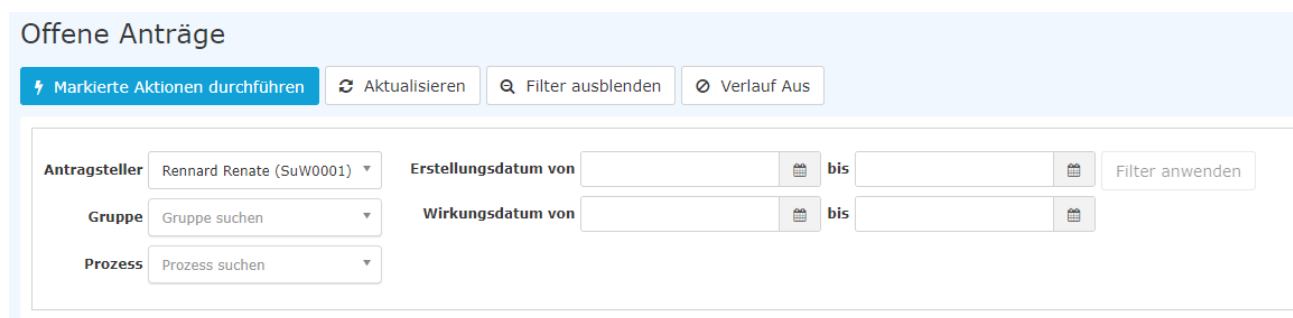 Offene Anträge
Markierte Aktionen durchführen Aktualisieren Filter ausblenden Verlauf Aus
Antragsteller Rennard Renate (SuW0001) Erstellungsdatum von bis Filter anwenden
Gruppe Gruppe suchen Wirkungsdatum von bis
Prozess Prozess suchen